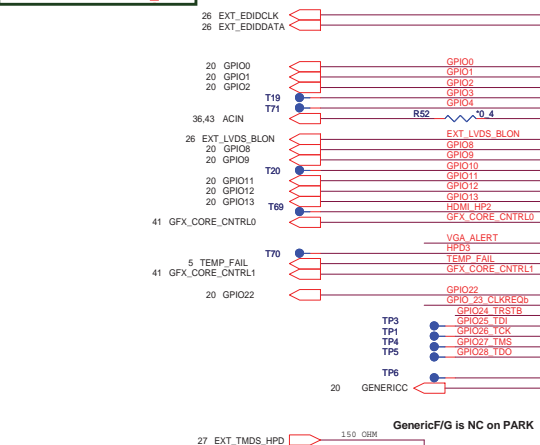 26 EXT_EDIDCLK
26 EXT_EDIDDATA
20 GPIO0 GPIO0
20 GPIO1 GPIO1
20 GPIO2 GPIO2
T19 GPIO3
T71 GPIO4
36,43 ACIN R52 *0_4
26 EXT_LVDS_BLON EXT_LVDS_BLON
20 GPIO8 GPIO8
20 GPIO9 GPIO9
T20 GPIO10
20 GPIO11 GPIO11
20 GPIO12 GPIO12
20 GPIO13 GPIO13
T69 HDMI_HP2
41 GFX_CORE_CNTRL0 GFX_CORE_CNTRL0
VGA_ALERT
T70 HPD3
5 TEMP_FAIL TEMP_FAIL
41 GFX_CORE_CNTRL1 GFX_CORE_CNTRL1
20 GPIO22 GPIO22
GPIO_23_CLKREQb
GPIO24_TRSTB
TP3 GPIO25_TDI
TP1 GPIO26_TCK
TP4 GPIO27_TMS
TP5 GPIO28_TDO
TP6
20 GENERICC
GenericF/G is NC on PARK
27 EXT_TMDS_HPD 150 OHM